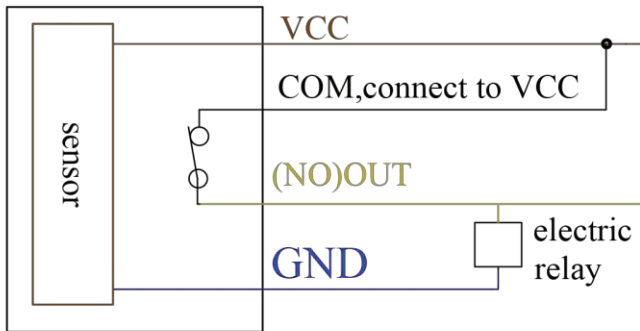 VCC
COM,connect to VCC
sensor
(NO)OUT
electric
relay
GND